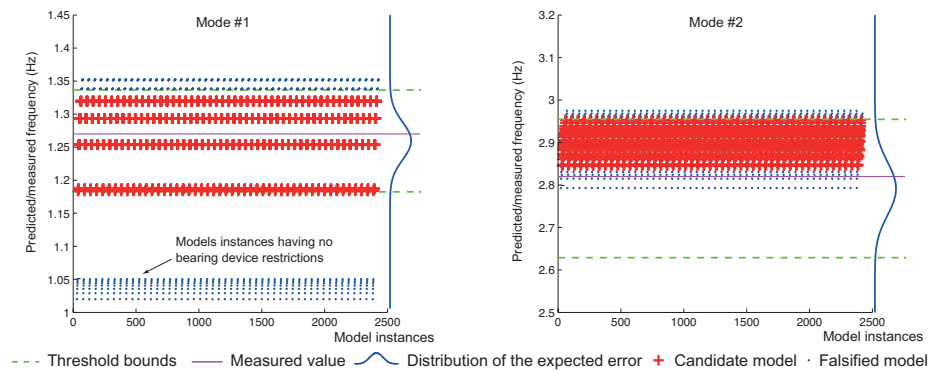 Mode #1
Predicted/measured frequency (Hz)
1.45
1.4
1.35
1.3
1.25
1.2
1.15
1.1
1.05
1
Models instances having no
bearing device restrictions
0 500 1000 1500 2000 2500
Model instances
Mode #2
Predicted/measured frequency (Hz)
3.2
3.1
3
2.9
2.8
2.7
2.6
2.5
0 500 1000 1500 2000 2500
Model instances
Threshold bounds Measured value Distribution of the expected error Candidate model Falsified model